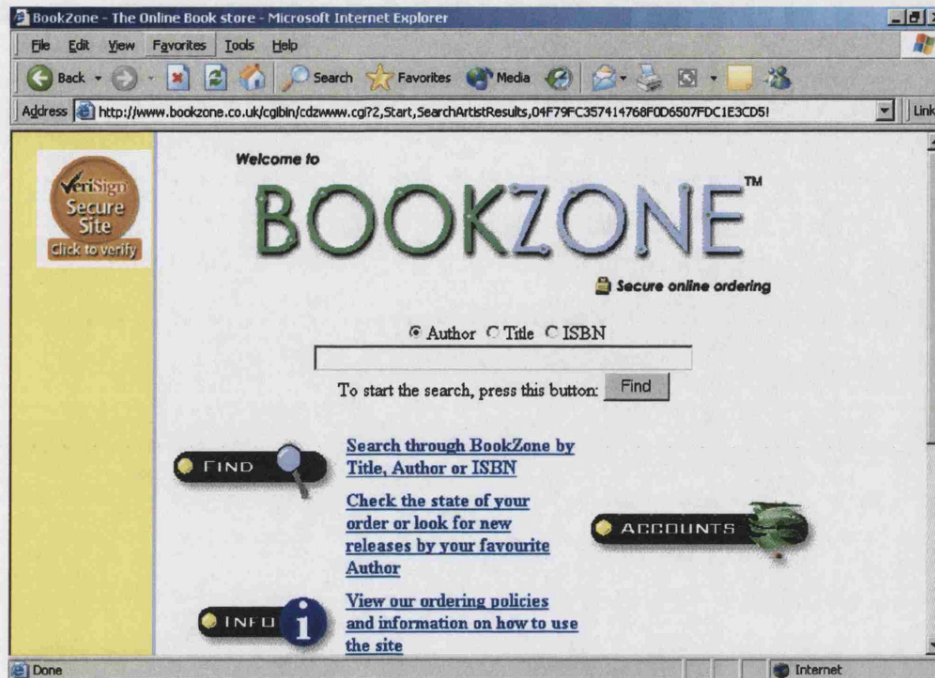 BookZone - The Online Book store - Microsoft Internet Explorer
File Edit View Favorites Tools Help
Back Search Favorites Media
Address http://www.bookzone.co.uk/cgibin/cdzwww.cgi?2,Start,SearchArtistResults,04F79FC357414768F0D6507FDC1E3CD5! Link
VeriSign
Secure
Site
Click to verify
Welcome to
BOOKZONE™
Secure online ordering
Author Title ISBN
To start the search, press this button: Find
FIND
Search through BookZone by
Title, Author or ISBN
Check the state of your
order or look for new
releases by your favourite
Author
ACCOUNTS
INFO
View our ordering policies
and information on how to use
the site
Done Internet